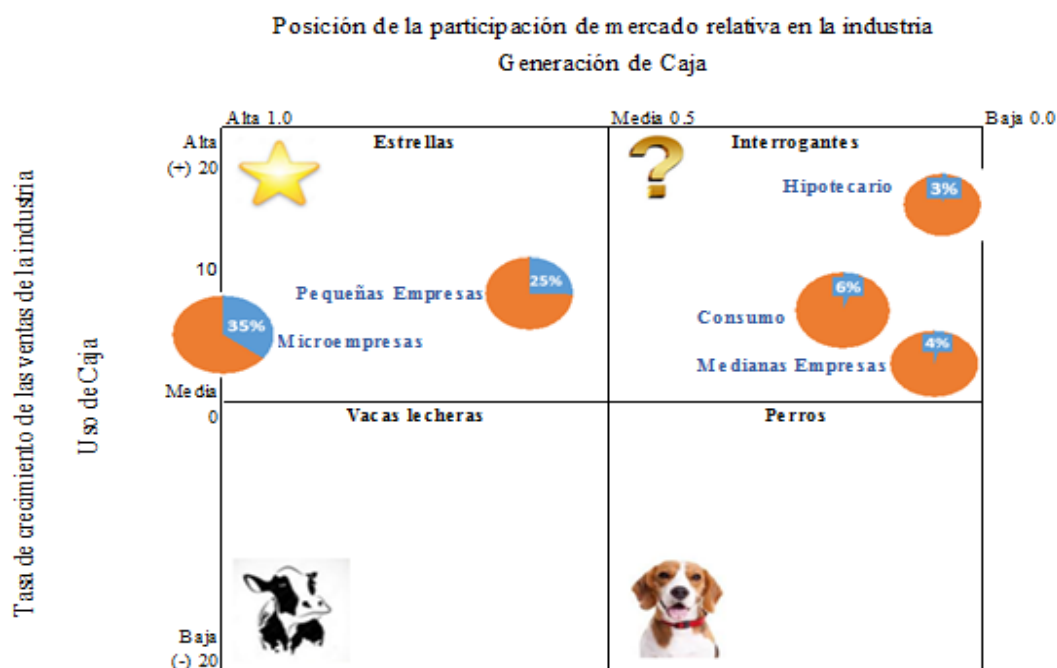 Posición de la participación de mercado relativa en la industria
Generación de Caja
Alta 1.0
Media 0.5
Baja 0.0
Tasa de crecimiento de las ventas de la industria
Uso de Caja
Alta
(+) 20
Estrellas
Interrogantes
?
Hipotecario
3%
10
Pequeñas Empresas
25%
6%
Consumo
35%
Microempresas
4%
Medianas Empresas
Media
0
Vacas lecheras
Perros
Baja
(-) 20